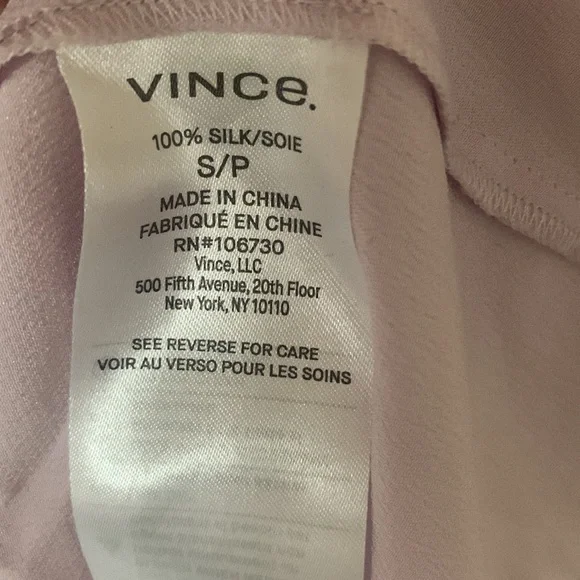 VINCe.
100% SILK/SOIE
S/P
MADE IN CHINA
FABRIQUÉ EN CHINE
RN#106730
Vince, LLC
500 Fifth Avenue, 20th Floor
New York, NY 10110
SEE REVERSE FOR CARE
VOIR AU VERSO POUR LES SOINS